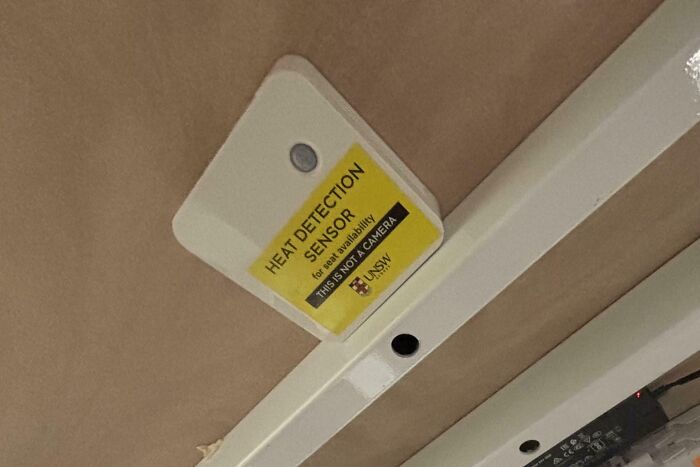 HEAT DETECTION
SENSOR
for seat availability
THIS IS NOT A CAMERA
UNSW